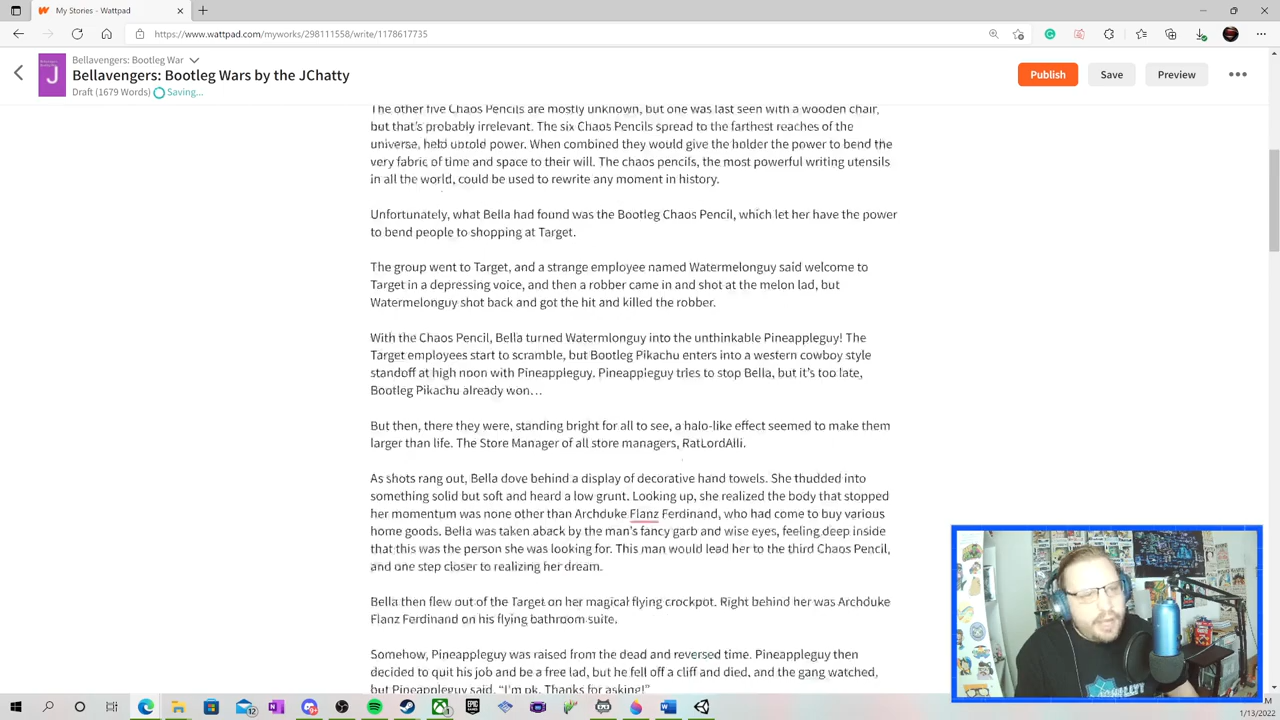 My Stories - Wattpad
https://www.wattpad.com/myworks/298111558/write/1178617735
Bellavengers: Bootleg War
Bellavengers: Bootleg Wars by the JChatty
Draft (1679 Words) Saving...
Publish
Save
Preview
J
The other five Chaos Pencils are mostly unknown, but one was last seen with a wooden chair,
but that's probably irrelevant. The six Chaos Pencils spread to the farthest reaches of the
universe, held untold power. When combined they would give the holder the power to bend the
very fabric of time and space to their will. The chaos pencils, the most powerful writing utensils
in all the world, could be used to rewrite any moment in history.
Unfortunately, what Bella had found was the Bootleg Chaos Pencil, which let her have the power
to bend people to shopping at Target.
The group went to Target, and a strange employee named Watermelonguy said welcome to
Target in a depressing voice, and then a robber came in and shot at the melon lad, but
Watermelonguy shot back and got the hit and killed the robber.
With the Chaos Pencil, Bella turned Watermlonguy into the unthinkable Pineappleguy! The
Target employees start to scramble, but Bootleg Pikachu enters into a western cowboy style
standoff at high noon with Pineappleguy. Pineappleguy tries to stop Bella, but it's too late,
Bootleg Pikachu already won…
But then, there they were, standing bright for all to see, a halo-like effect seemed to make them
larger than life. The Store Manager of all store managers, RatLordAlli.
As shots rang out, Bella dove behind a display of decorative hand towels. She thudded into
something solid but soft and heard a low grunt. Looking up, she realized the body that stopped
her momentum was none other than Archduke Flanz Ferdinand, who had come to buy various
home goods. Bella was taken aback by the man's fancy garb and wise eyes, feeling deep inside
that this was the person she was looking for. This man would lead her to the third Chaos Pencil,
and one step closer to realizing her dream.
Bella then flew out of the Target on her magical flying crockpot. Right behind her was Archduke
Flanz Ferdinand on his flying bathroom suite.
Somehow, Pineappleguy was raised from the dead and reversed time. Pineappleguy then
decided to quit his job and be a free lad, but he fell off a cliff and died, and the gang watched,
but Pineappleguy said, "I'm ok. Thanks for asking!"
12
EPIC
W
M
1/13/2022